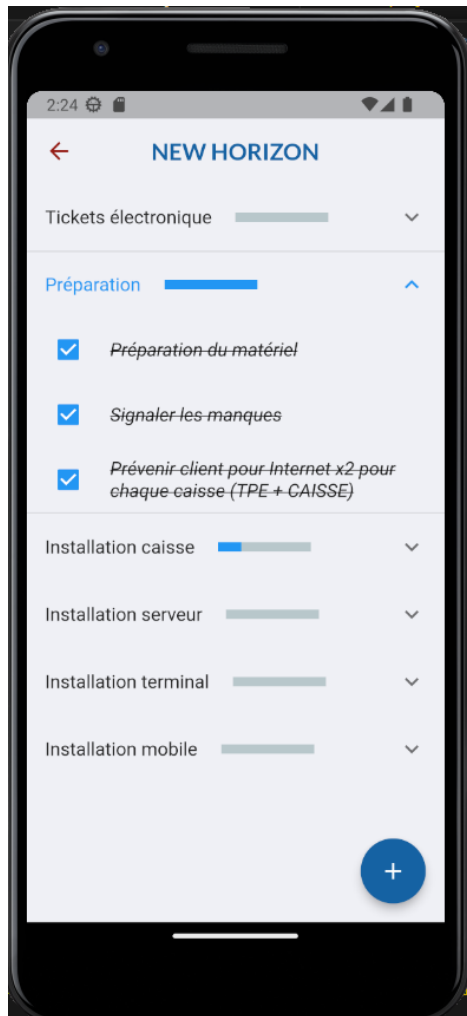 2:24
NEW HORIZON
Tickets électronique
Préparation
Préparation du matériel
Signaler les manques
Prévenir client pour Internet x2 pour
chaque caisse (TPE + CAISSE)
Installation caisse
Installation serveur
Installation terminal
Installation mobile
+